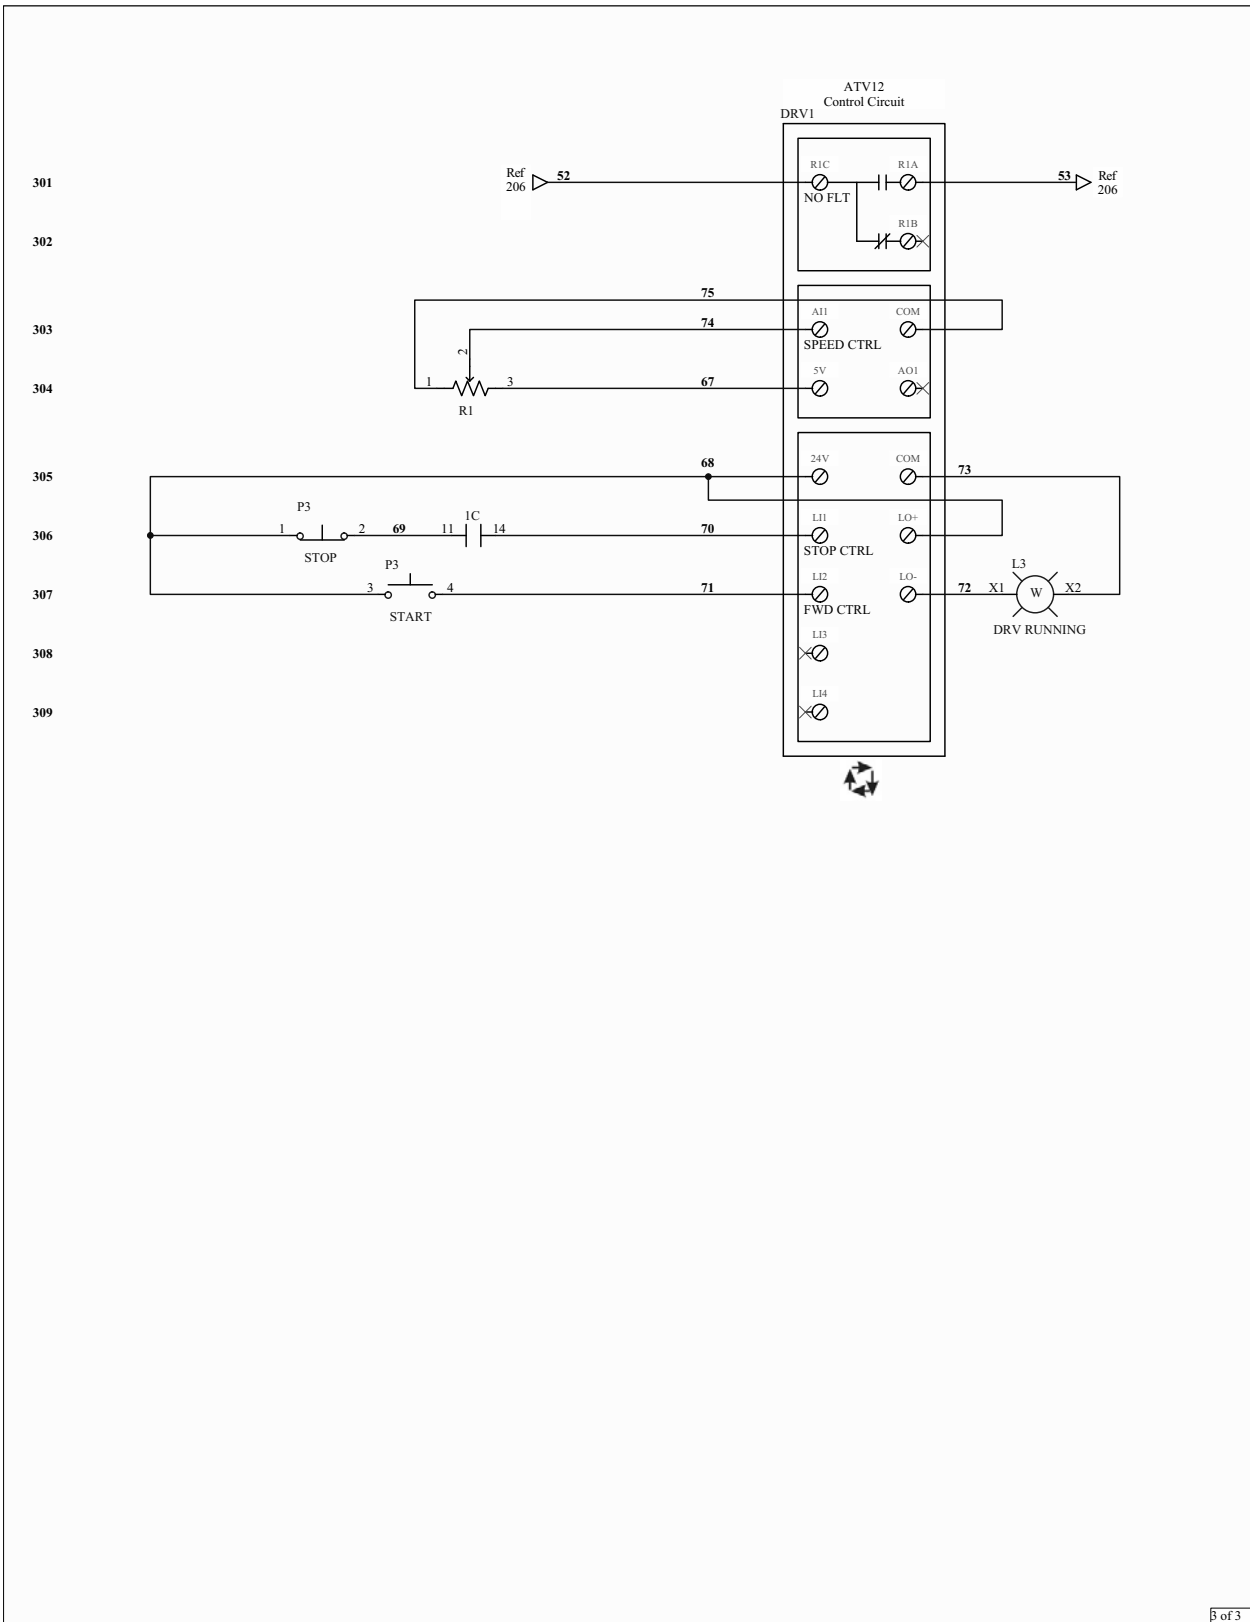 ATV12
Control Circuit
DRV1
301
Ref
206
52
R1C
R1A
NO FLT
53
Ref
206
302
R1B
75
303
74
AI1
COM
SPEED CTRL
2
304
1
3
67
5V
AO1
R1
305
68
24V
COM
73
306
P3
1
2
STOP
69
1C
11
14
70
LI1
LO+
STOP CTRL
307
P3
3
4
START
71
LI2
LO-
FWD CTRL
72
X1
L3
W
X2
DRV RUNNING
308
LI3
309
LI4
3 of 3